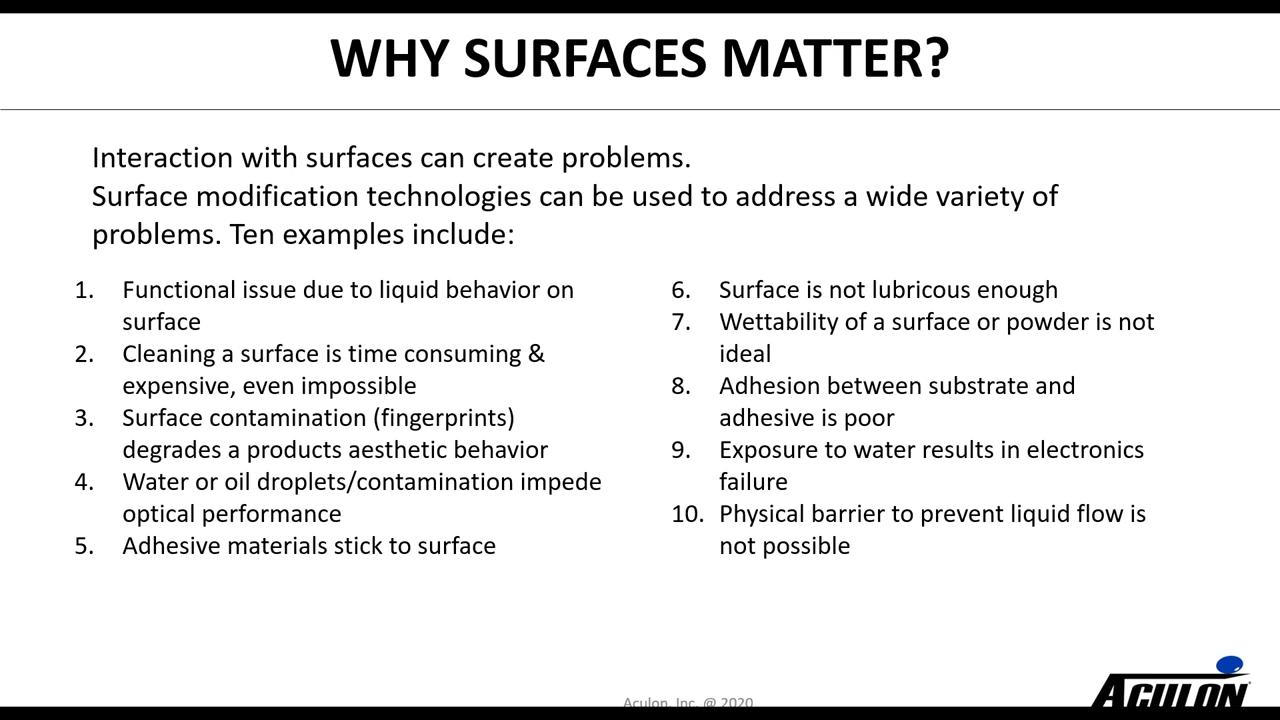 WHY SURFACES MATTER?
Interaction with surfaces can create problems.
Surface modification technologies can be used to address a wide variety of
problems. Ten examples include:
1. Functional issue due to liquid behavior on
surface
2. Cleaning a surface is time consuming &
expensive, even impossible
3. Surface contamination (fingerprints)
degrades a products aesthetic behavior
4. Water or oil droplets/contamination impede
optical performance
5. Adhesive materials stick to surface
6. Surface is not lubricous enough
7. Wettability of a surface or powder is not
ideal
8. Adhesion between substrate and
adhesive is poor
9. Exposure to water results in electronics
failure
10. Physical barrier to prevent liquid flow is
not possible
Aculon, Inc. @ 2020
ACULON